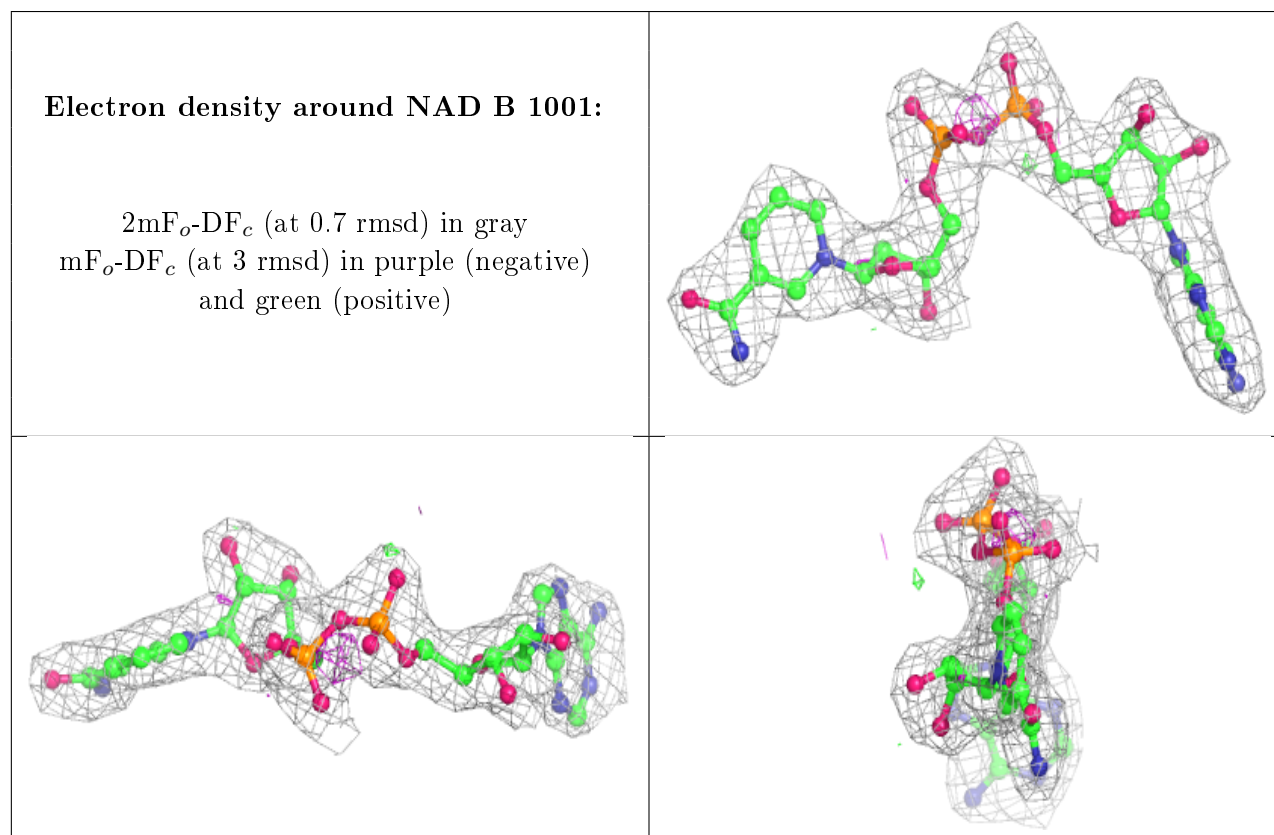 Electron density around NAD B 1001:
2mFₒ-DF𝒸 (at 0.7 rmsd) in gray
mFₒ-DF𝒸 (at 3 rmsd) in purple (negative)
and green (positive)